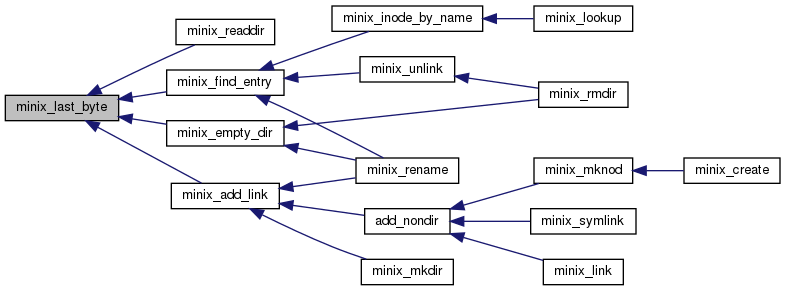 minix_inode_by_name
minix_lookup
minix_readdir
minix_unlink
minix_find_entry
minix_rmdir
minix_last_byte
minix_empty_dir
minix_rename
minix_mknod
minix_create
minix_add_link
add_nondir
minix_symlink
minix_mkdir
minix_link